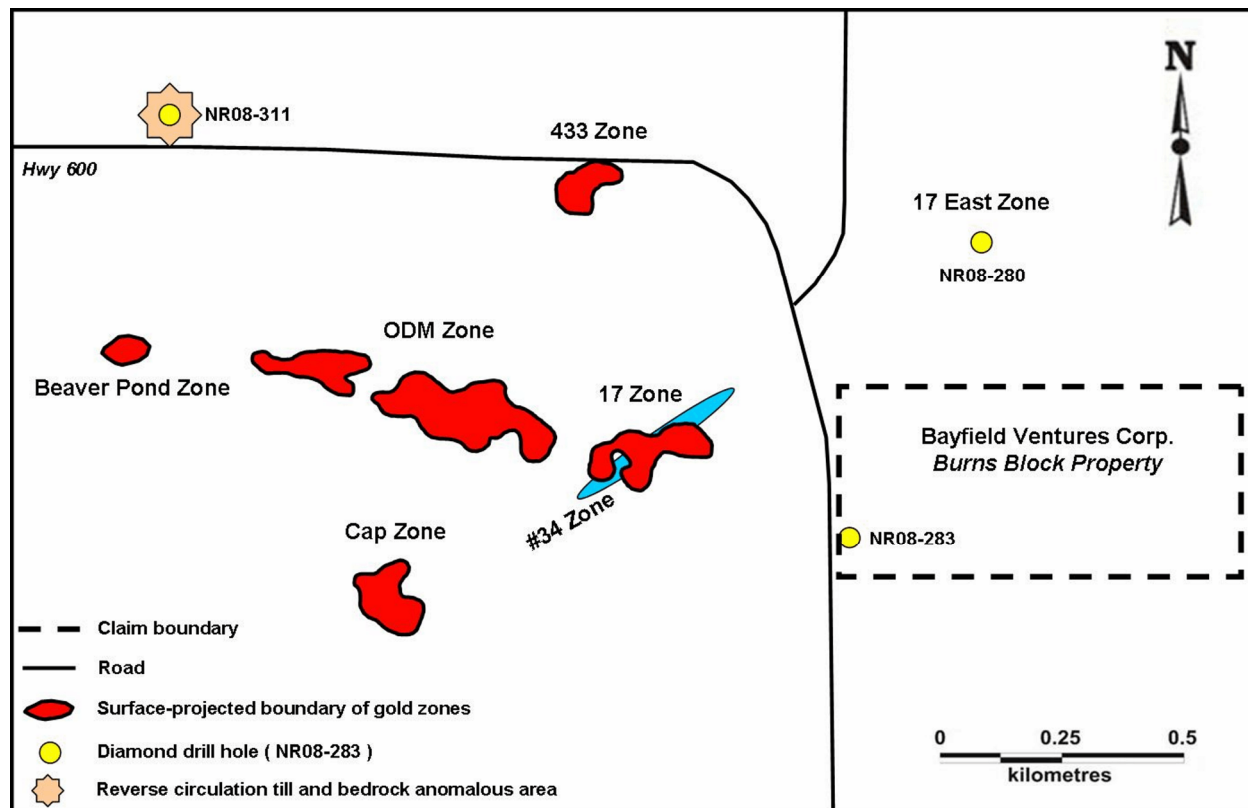 N
NR08-311
433 Zone
Hwy 600
17 East Zone
NR08-280
ODM Zone
Beaver Pond Zone
17 Zone
Bayfield Ventures Corp.
Burns Block Property
#34 Zone
Cap Zone
NR08-283
Claim boundary
Road
Surface-projected boundary of gold zones
Diamond drill hole ( NR08-283 )
Reverse circulation till and bedrock anomalous area
0 0.25 0.5
kilometres